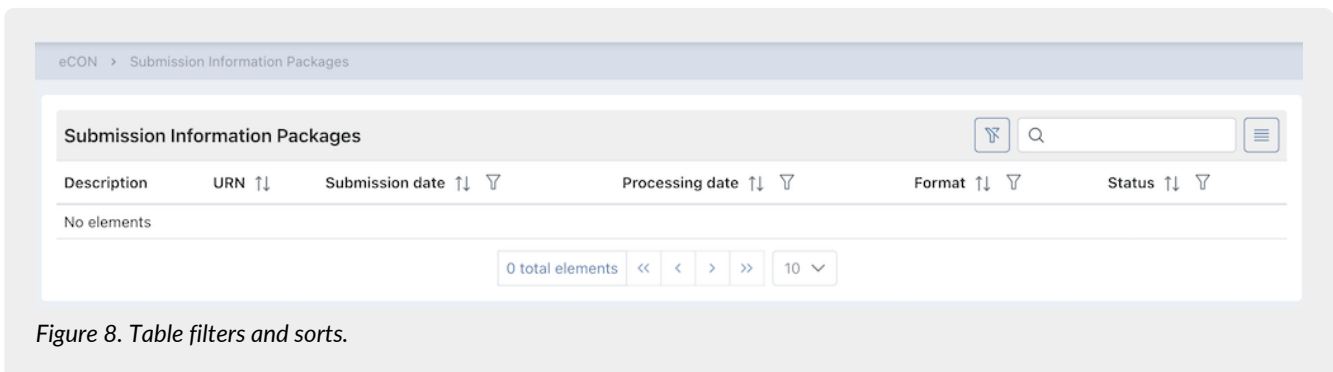 eCON > Submission Information Packages
Submission Information Packages
Description URN Submission date Processing date Format Status
No elements
0 total elements << < > >> 10
Figure 8. Table filters and sorts.